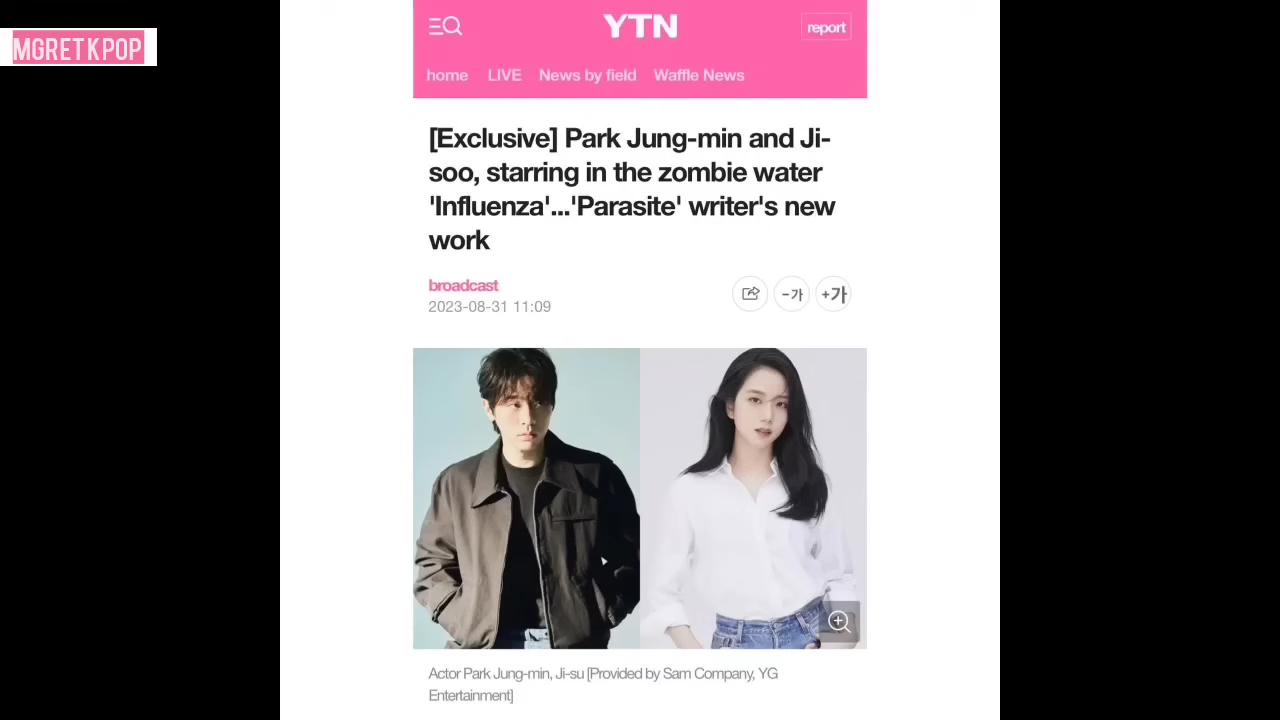 MGRETKPOP
YTN
report
home LIVE News by field Waffle News
[Exclusive] Park Jung-min and Ji-
soo, starring in the zombie water
'Influenza'...'Parasite' writer's new
work
broadcast
2023-08-31 11:09
-가 +가
Actor Park Jung-min, Ji-su [Provided by Sam Company, YG
Entertainment]